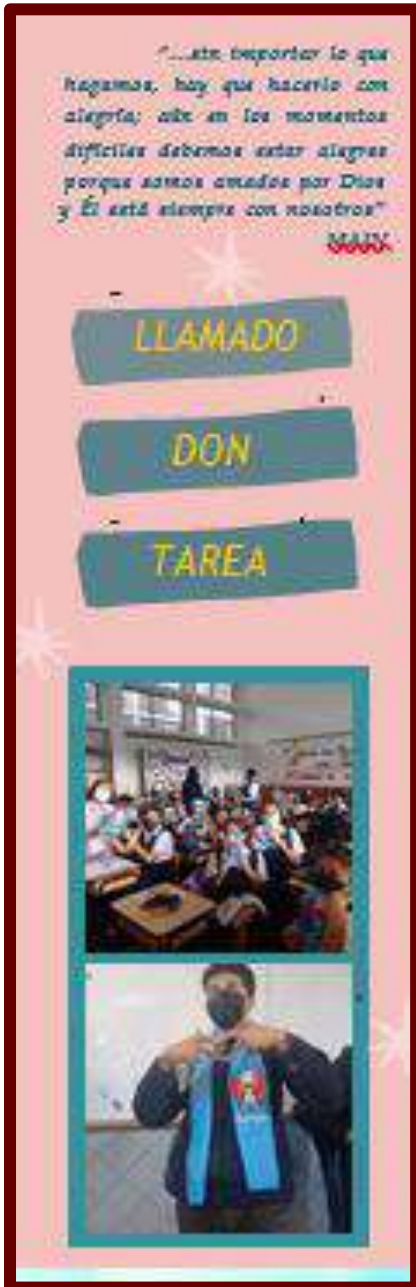 "...sin importar lo que
hagamos, hay que hacerlo con
alegría; aún en los momentos
difíciles debemos estar alegres
porque somos amados por Dios
y Él está siempre con nosotros"
LLAMADO
DON
TAREA